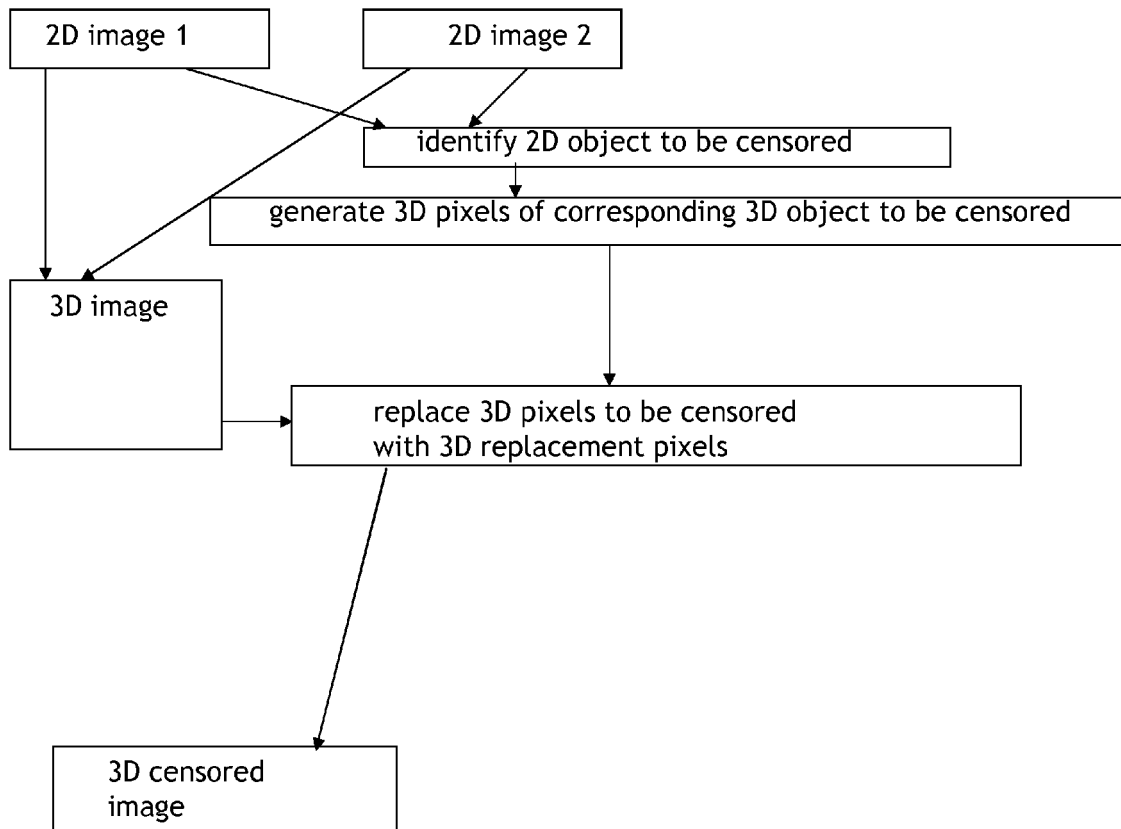 2D image 1
2D image 2
identify 2D object to be censored
generate 3D pixels of corresponding 3D object to be censored
3D image
replace 3D pixels to be censored
with 3D replacement pixels
3D censored
image